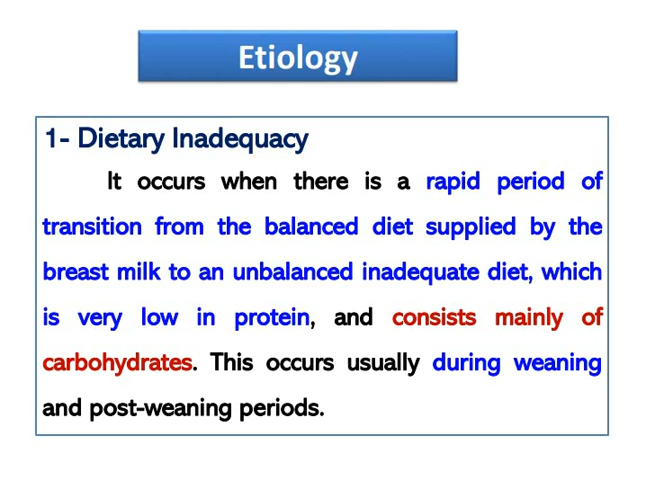 Etiology
1- Dietary Inadequacy
It occurs when there is a rapid period of
transition from the balanced diet supplied by the
breast milk to an unbalanced inadequate diet, which
is very low in protein, and consists mainly of
carbohydrates. This occurs usually during weaning
and post-weaning periods.